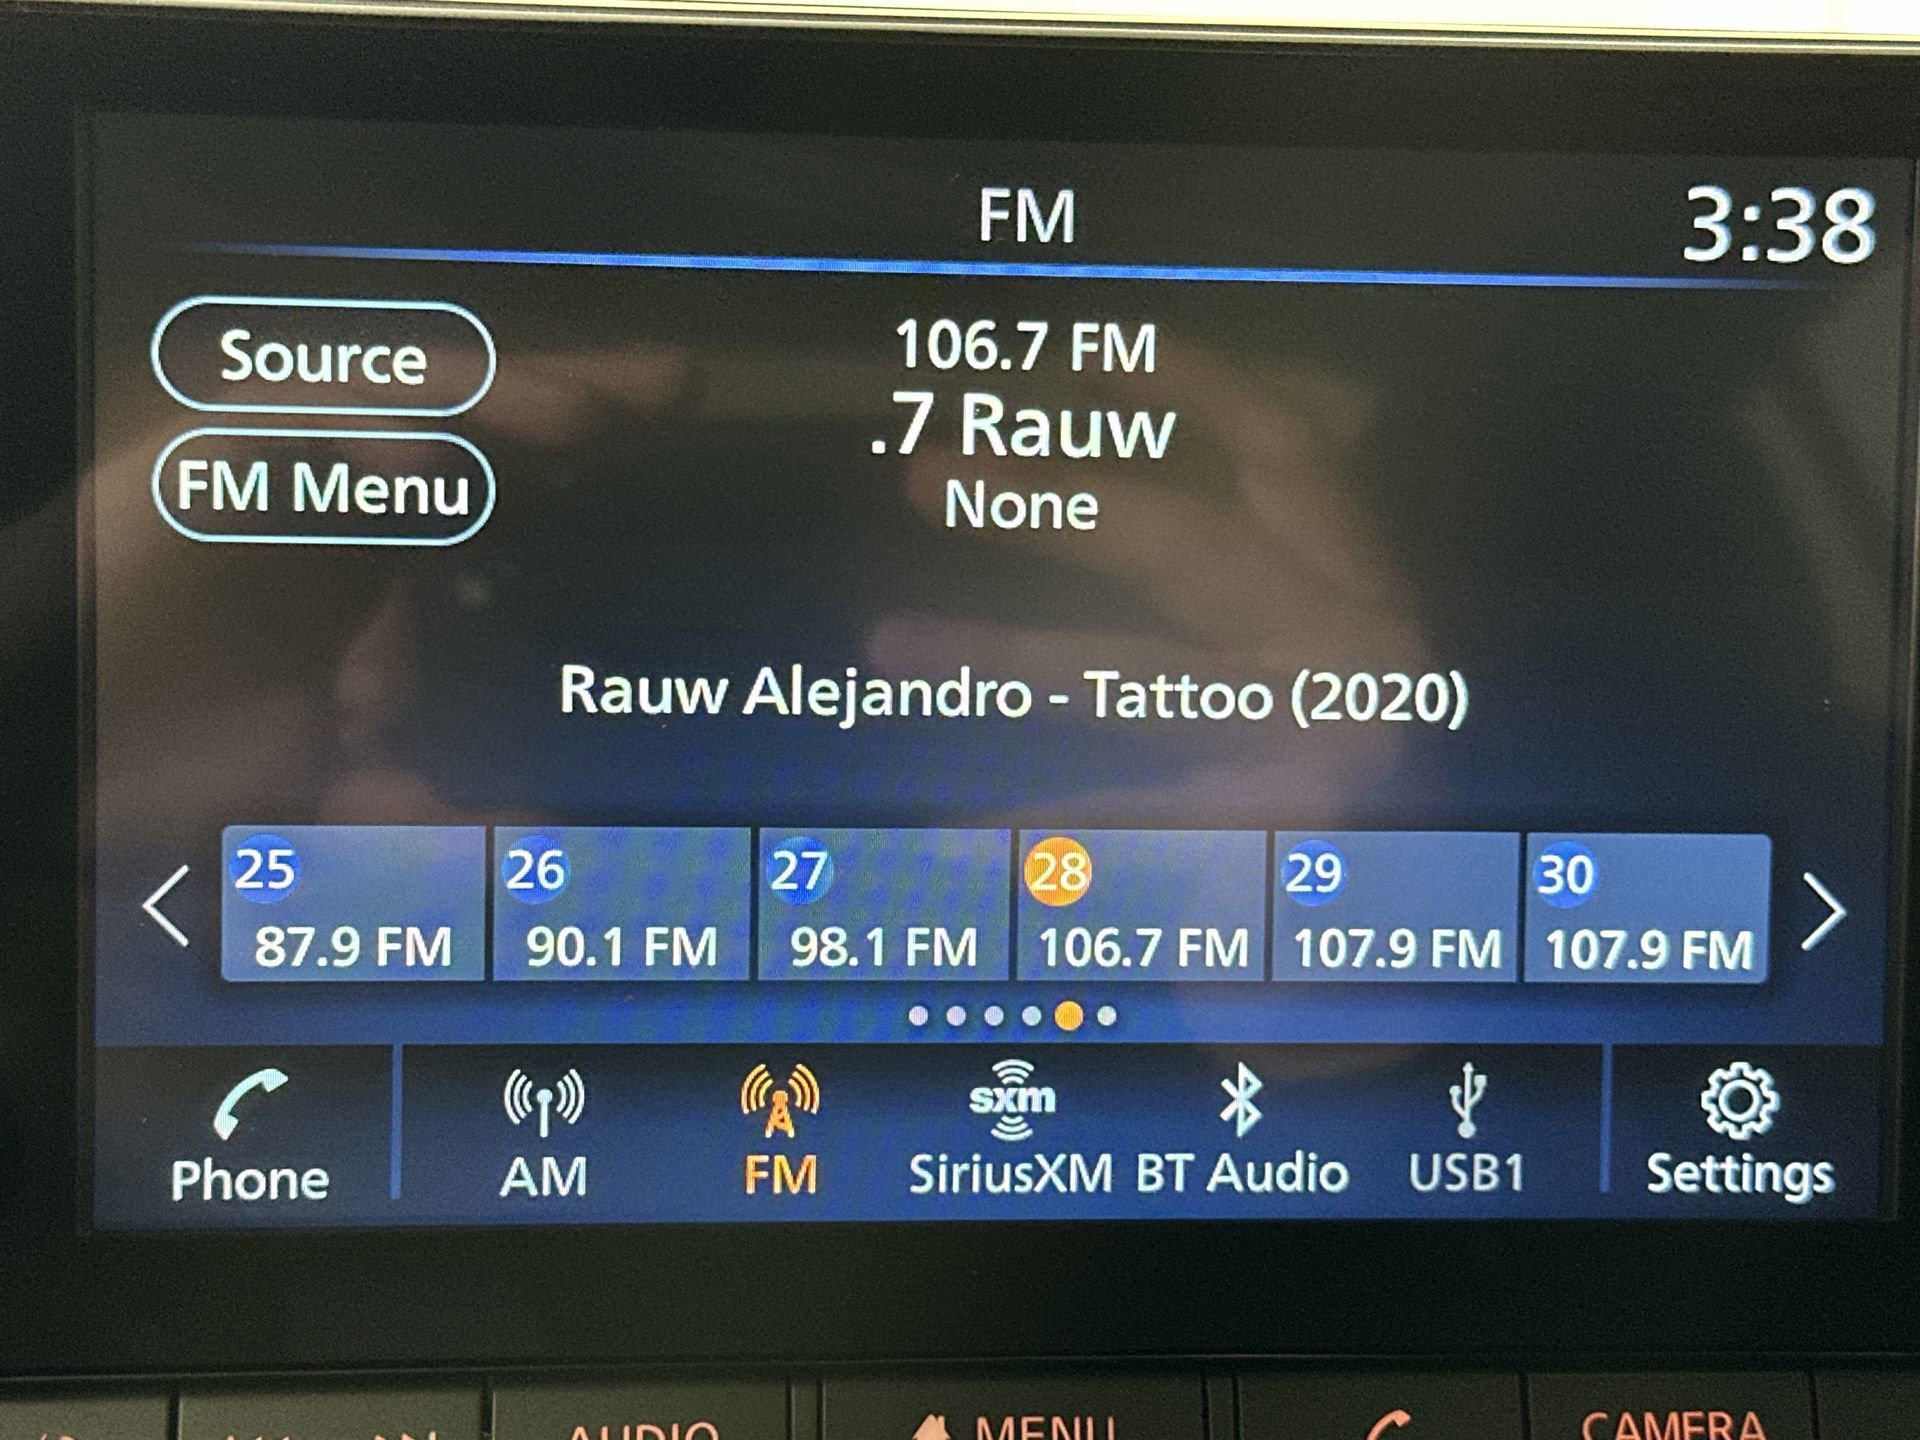 FM
3:38
Source
FM Menu
106.7 FM
.7 Rauw
None
Rauw Alejandro - Tattoo (2020)
25
26
27
28
29
30
87.9 FM
90.1 FM
98.1 FM
106.7 FM
107.9 FM
107.9 FM
sxm
Phone
AM
FM
SiriusXM
BT Audio
USB1
Settings
AUDIO
MENU
CAMERA